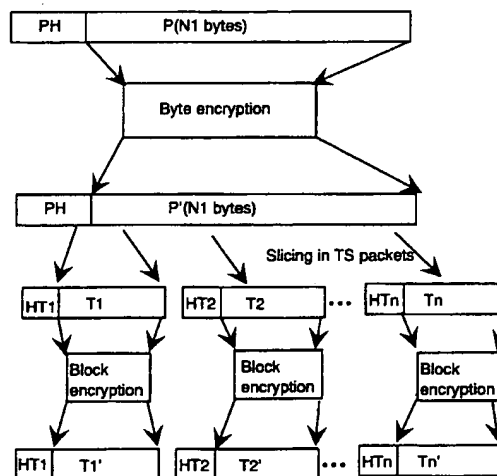 PH P(N1 bytes)
Byte encryption
PH P'(N1 bytes)
Slicing in TS packets
HT1 T1 HT2 T2 ... HTn Tn
Block encryption Block encryption Block encryption
HT1 T1' HT2 T2' ... HTn Tn'